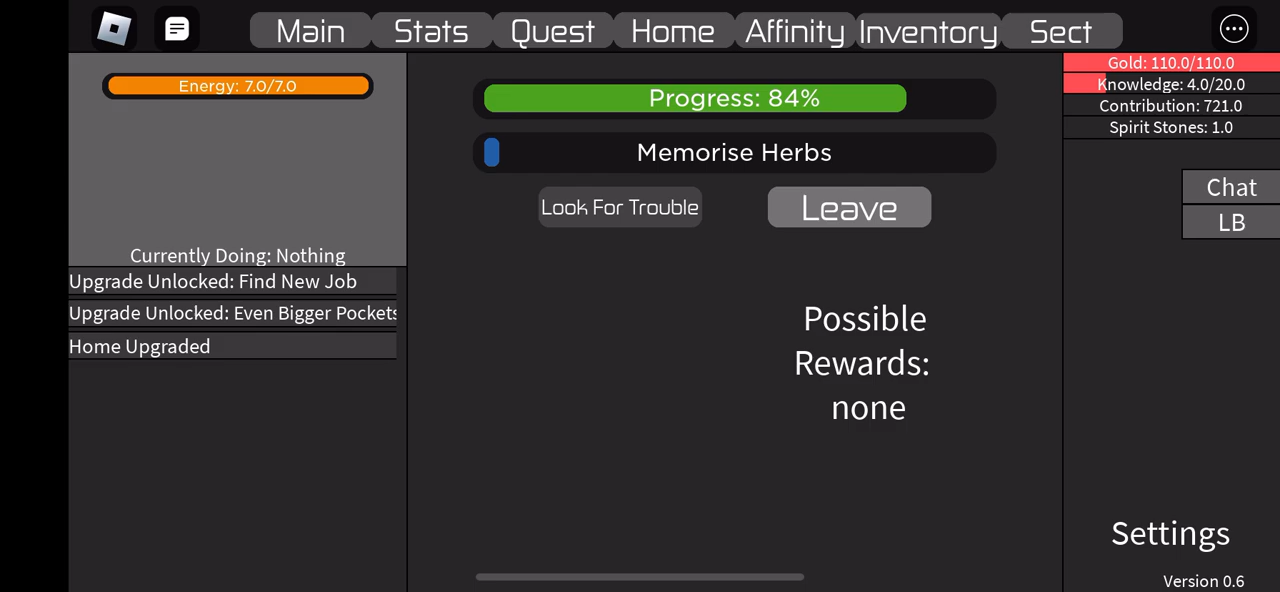 Main Stats Quest Home Affinity Inventory Sect
Energy: 7.0/7.0
Currently Doing: Nothing
Upgrade Unlocked: Find New Job
Upgrade Unlocked: Even Bigger Pockets
Home Upgraded
Progress: 84%
Memorise Herbs
Look For Trouble Leave
Possible
Rewards:
none
Gold: 110.0/110.0
Knowledge: 4.0/20.0
Contribution: 721.0
Spirit Stones: 1.0
Chat
LB
Settings
Version 0.6